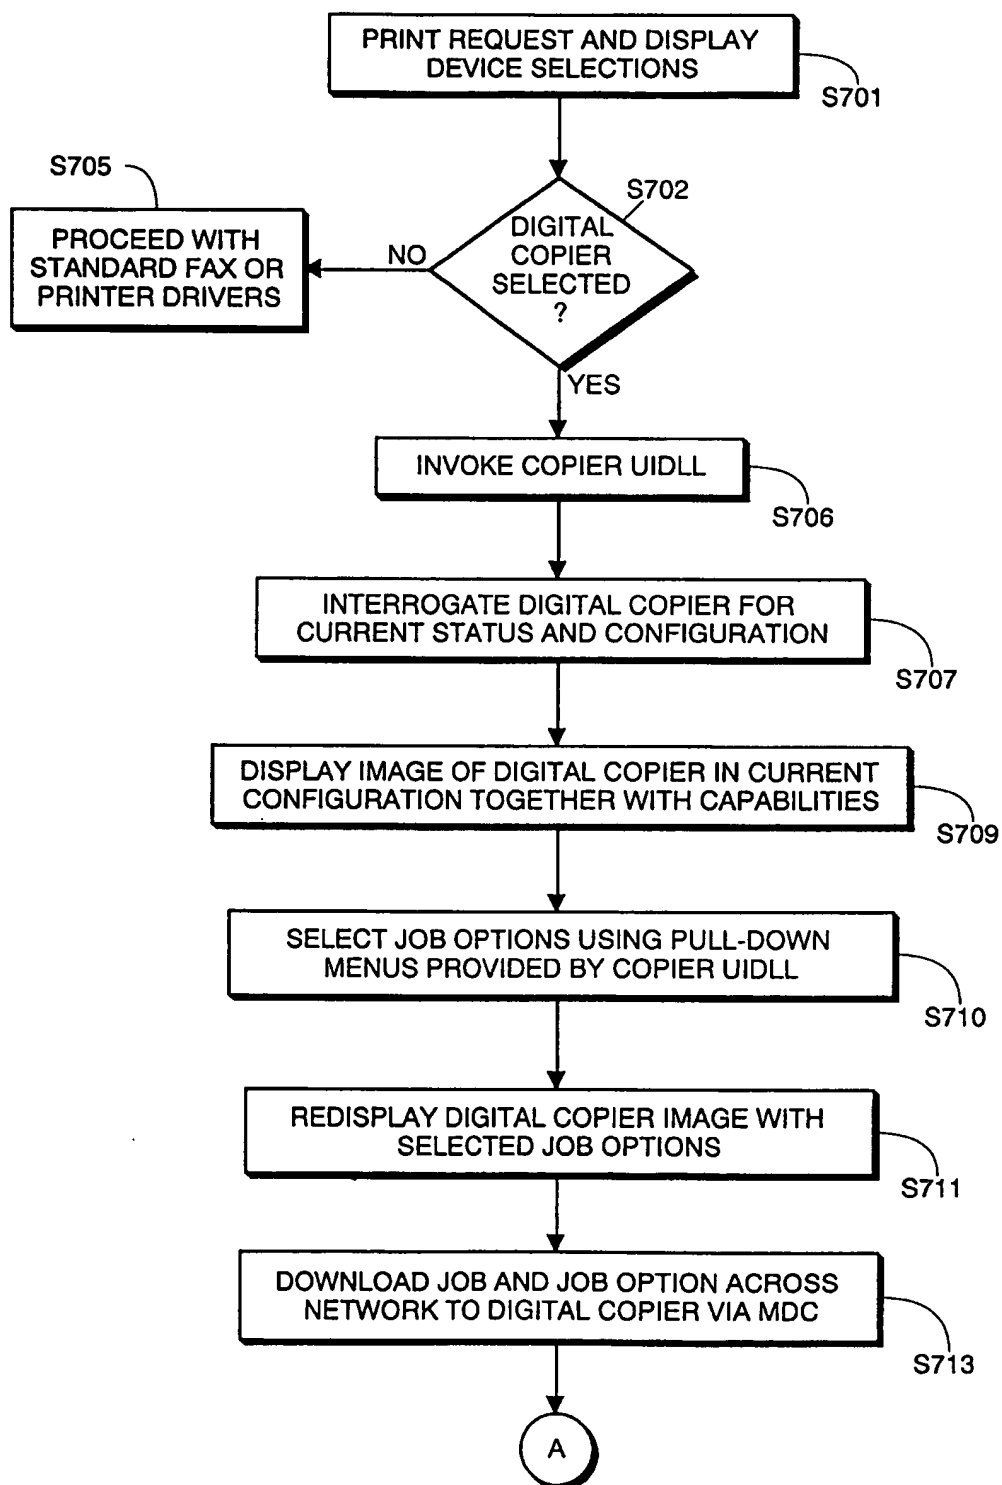 PRINT REQUEST AND DISPLAY
DEVICE SELECTIONS
S701
S705
S702
PROCEED WITH
STANDARD FAX OR
PRINTER DRIVERS
NO
DIGITAL
COPIER
SELECTED
?
YES
INVOKE COPIER UIDLL
S706
INTERROGATE DIGITAL COPIER FOR
CURRENT STATUS AND CONFIGURATION
S707
DISPLAY IMAGE OF DIGITAL COPIER IN CURRENT
CONFIGURATION TOGETHER WITH CAPABILITIES
S709
SELECT JOB OPTIONS USING PULL-DOWN
MENUS PROVIDED BY COPIER UIDLL
S710
REDISPLAY DIGITAL COPIER IMAGE WITH
SELECTED JOB OPTIONS
S711
DOWNLOAD JOB AND JOB OPTION ACROSS
NETWORK TO DIGITAL COPIER VIA MDC
S713
A